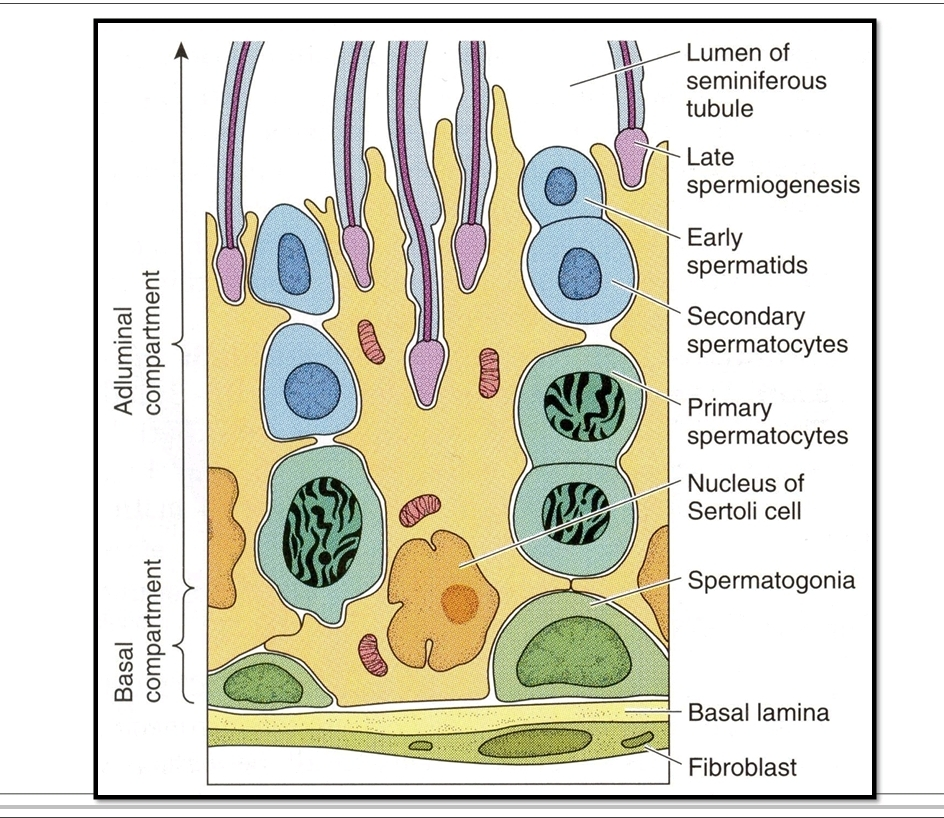 Lumen of
seminiferous
tubule
Late
spermiogenesis
Early
spermatids
Secondary
spermatocytes
Primary
spermatocytes
Nucleus of
Sertoli cell
Spermatogonia
Basal lamina
Fibroblast
Adluminal
compartment
Basal
compartment